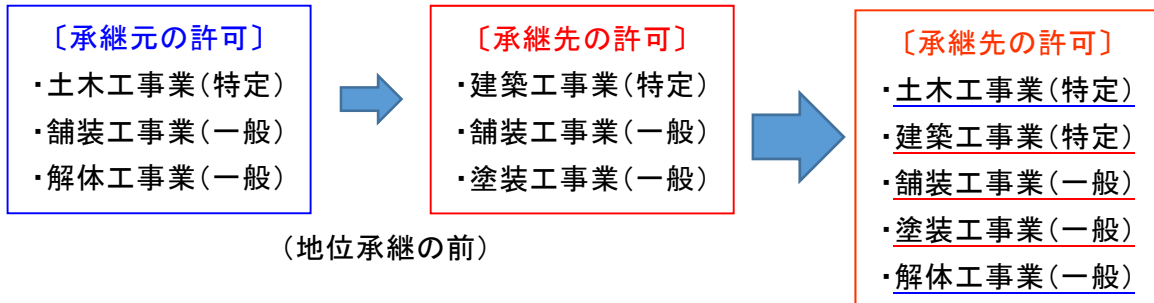 〔承継元の許可〕
・土木工事業(特定)
・舗装工事業(一般)
・解体工事業(一般)
〔承継先の許可〕
・建築工事業(特定)
・舗装工事業(一般)
・塗装工事業(一般)
(地位承継の前)
〔承継先の許可〕
・土木工事業(特定)
・建築工事業(特定)
・舗装工事業(一般)
・塗装工事業(一般)
・解体工事業(一般)